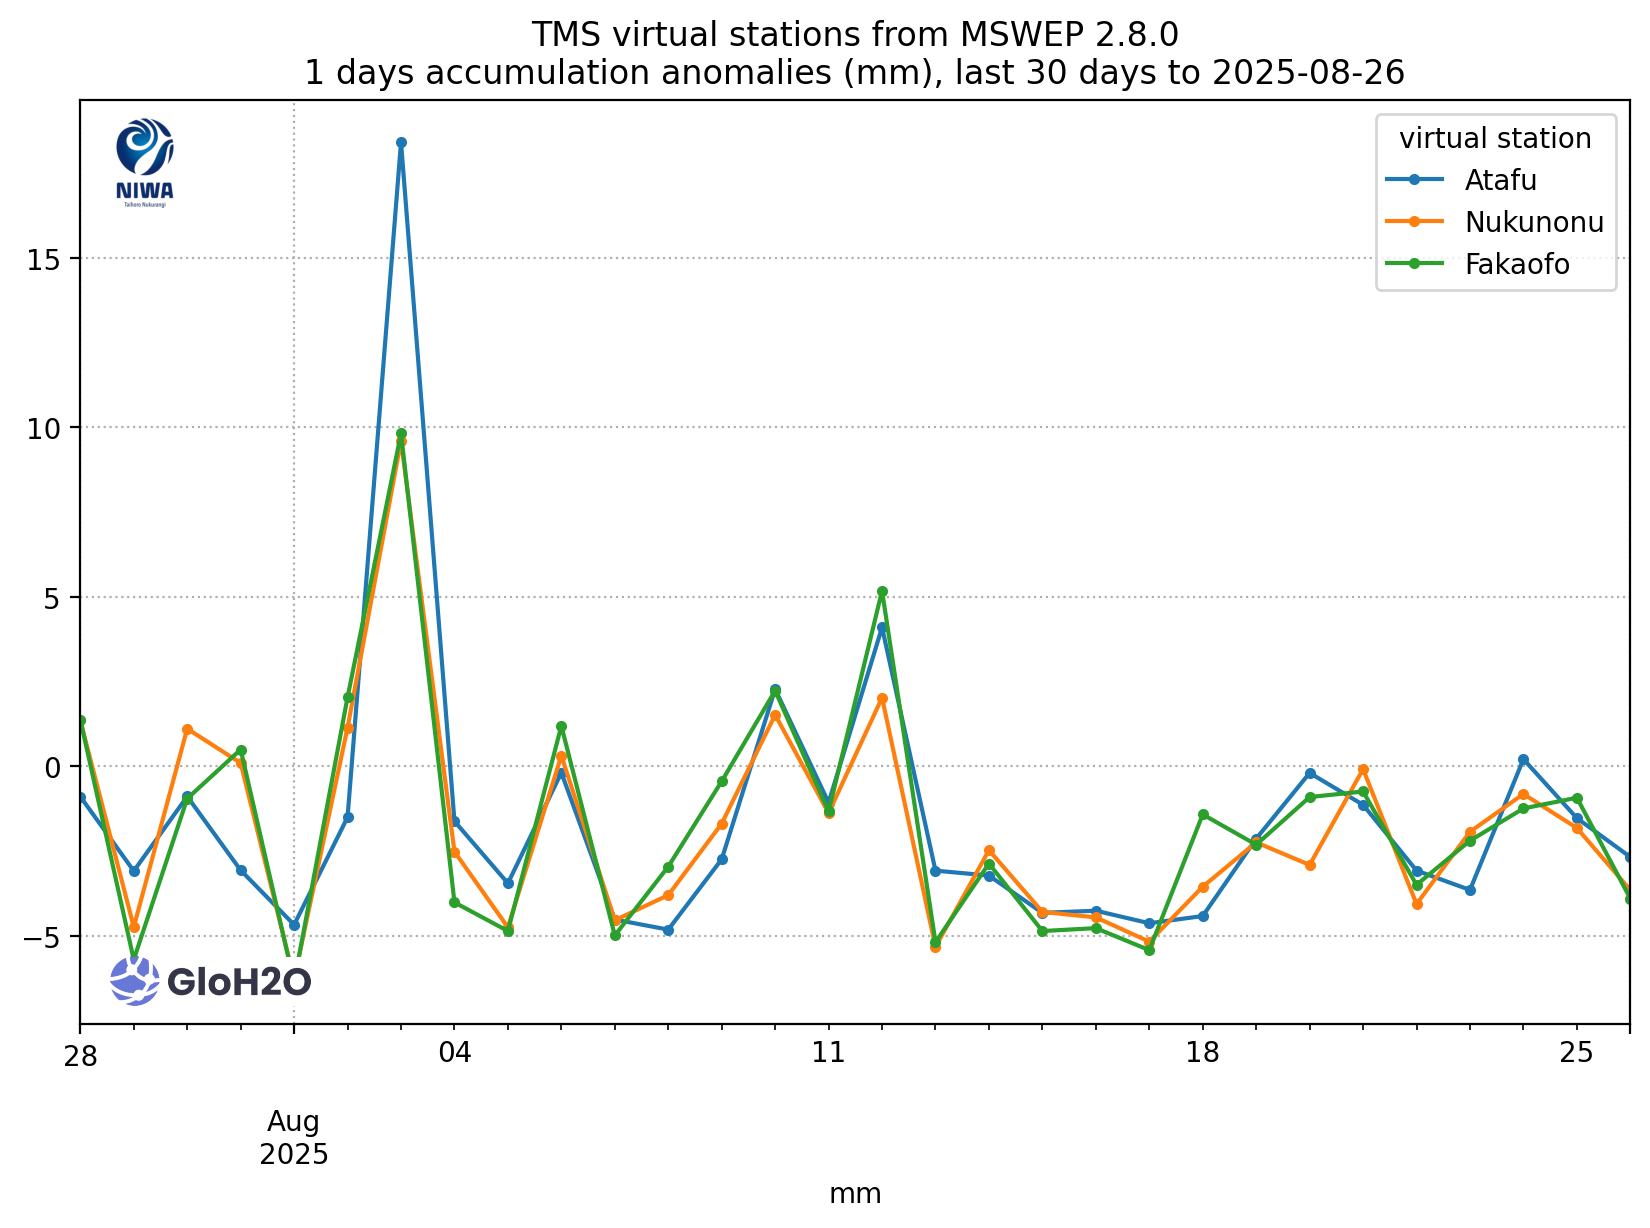 TMS virtual stations from MSWEP 2.8.0
1 days accumulation anomalies (mm), last 30 days to 2025-08-26
NIWA
Taihoro Nukurangi
virtual station
Atafu
Nukunonu
Fakaofo
15
10
5
0
−5
GloH2O
28
04
11
18
25
Aug
2025
mm